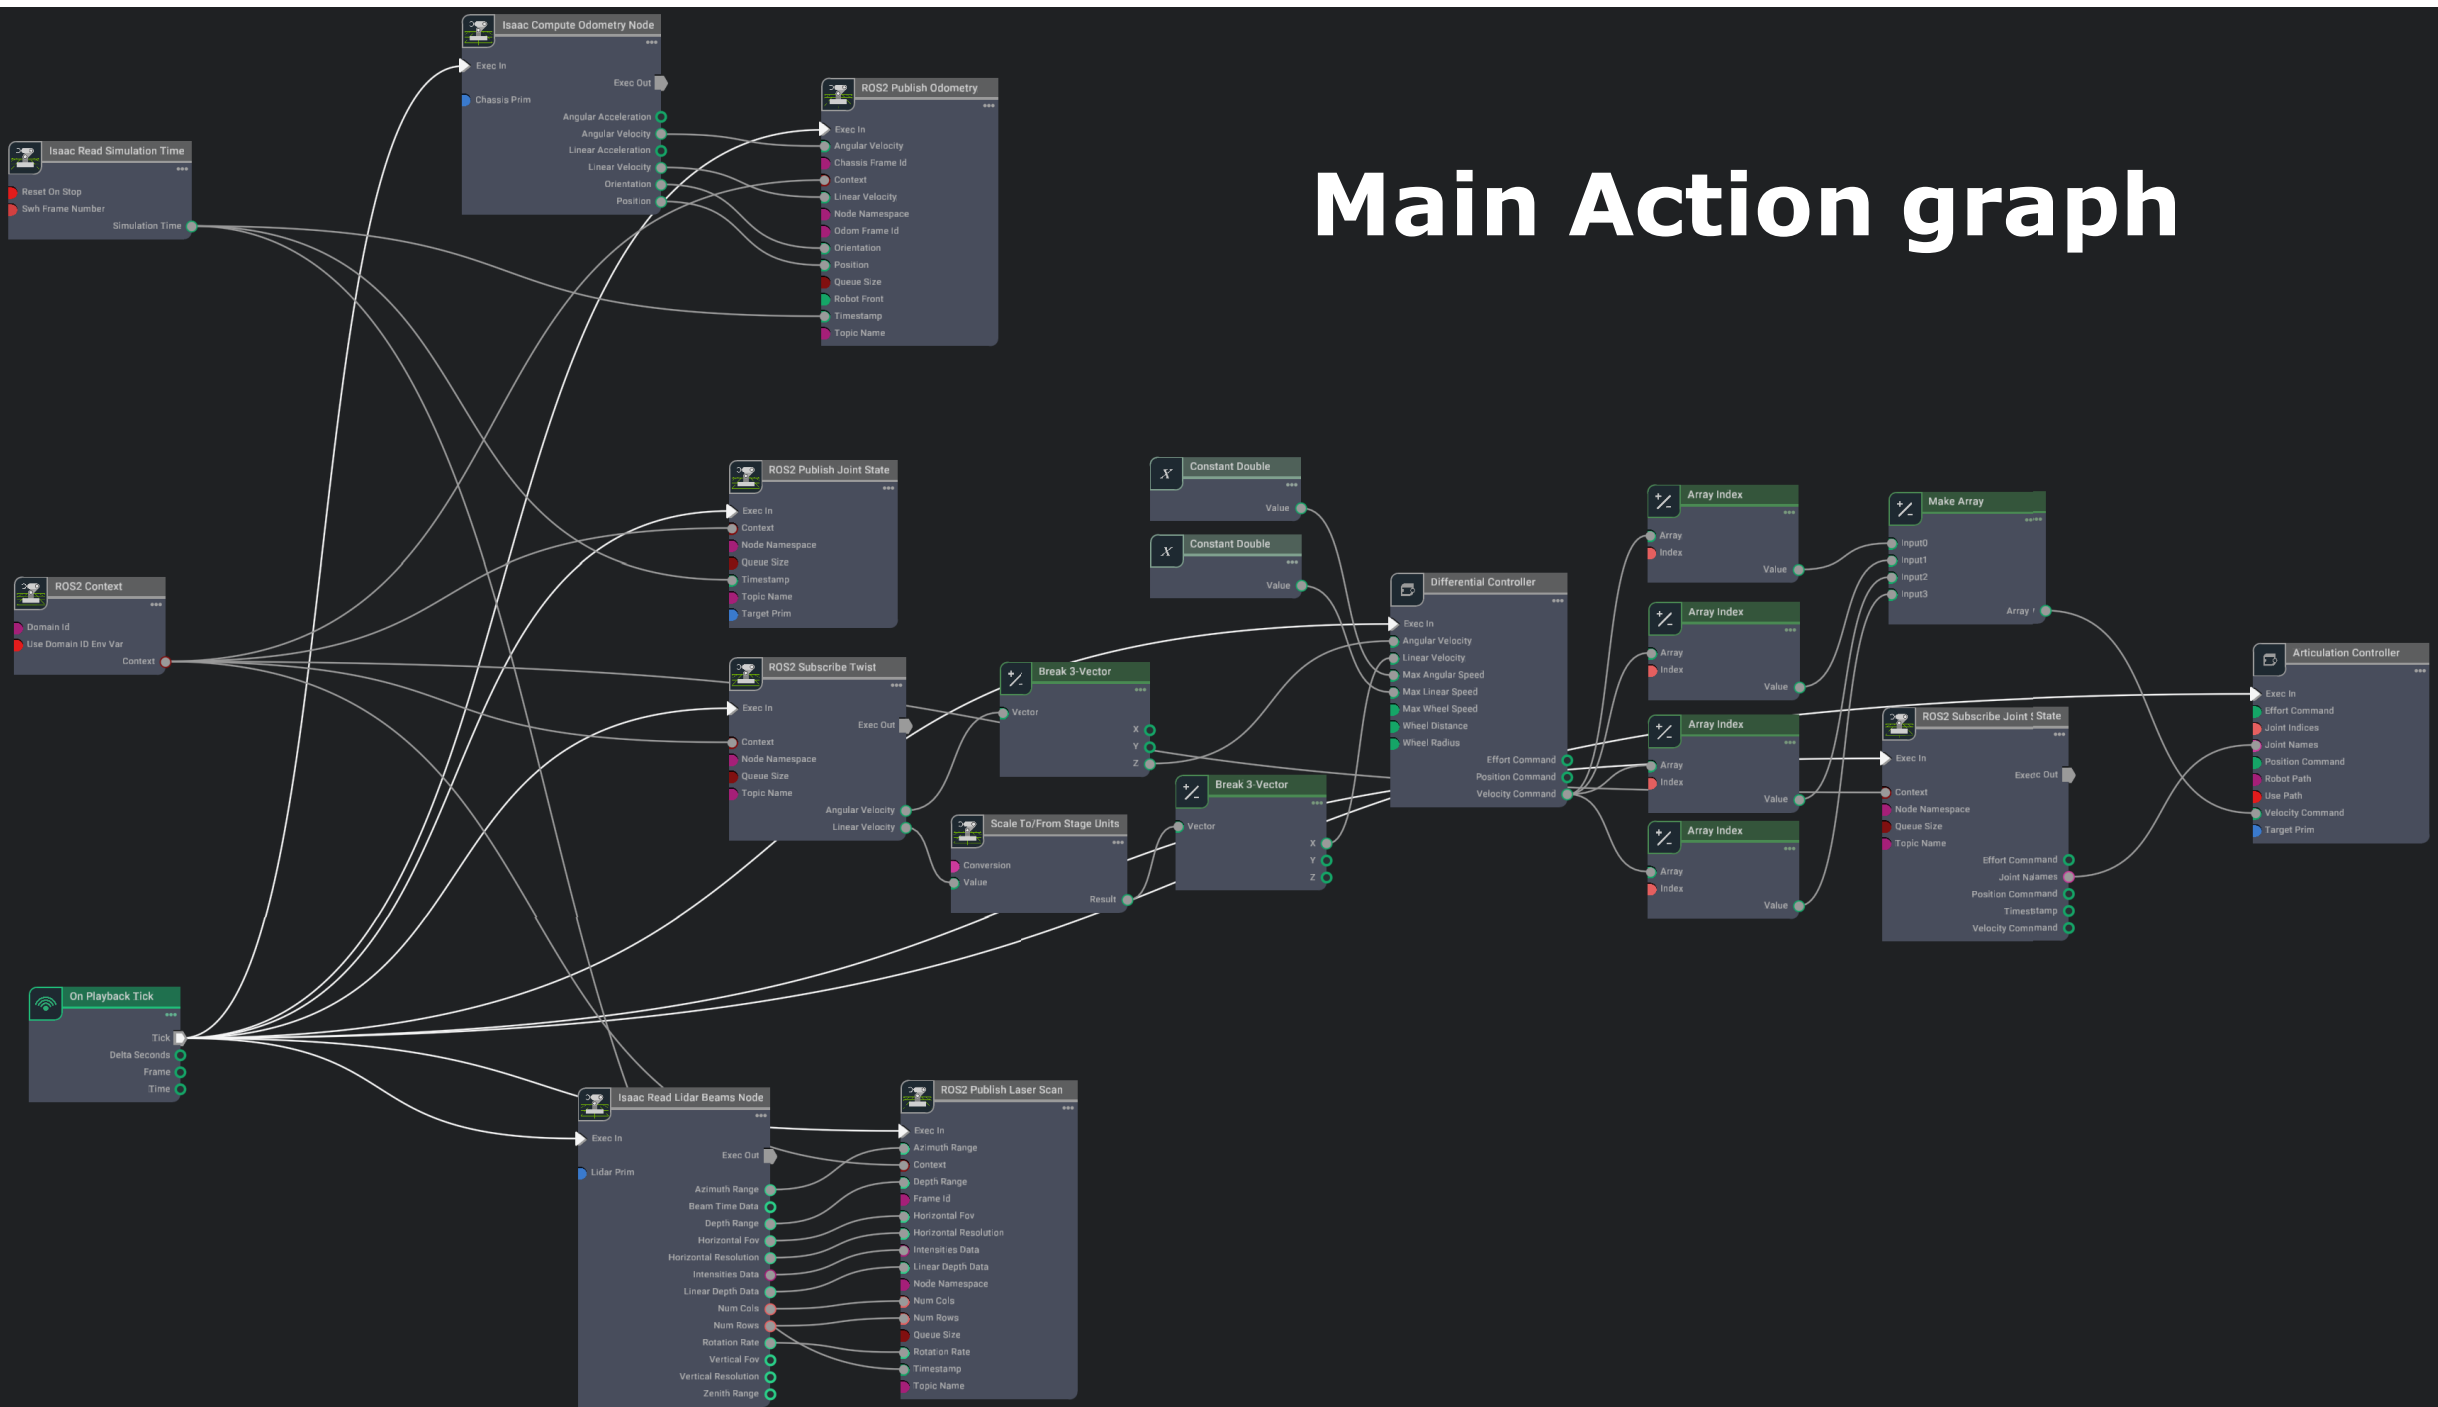 Main Action graph
Isaac Compute Odometry Node
Exec In
Exec Out
Chassis Prim
Angular Acceleration
Angular Velocity
Linear Acceleration
Linear Velocity
Orientation
Position
ROS2 Publish Odometry
Exec In
Angular Velocity
Chassis Frame Id
Context
Linear Velocity
Node Namespace
Odom Frame Id
Orientation
Position
Queue Size
Robot Front
Timestamp
Topic Name
Isaac Read Simulation Time
Reset On Stop
Swh Frame Number
Simulation Time
ROS2 Publish Joint State
Exec In
Context
Node Namespace
Queue Size
Timestamp
Topic Name
Target Prim
ROS2 Context
Domain Id
Use Domain ID Env Var
Context
ROS2 Subscribe Twist
Exec In
Exec Out
Context
Node Namespace
Queue Size
Topic Name
Angular Velocity
Linear Velocity
Break 3-Vector
Vector
X
Y
Z
Scale To/From Stage Units
Conversion
Value
Result
Break 3-Vector
Vector
X
Y
Z
X
Constant Double
Value
X
Constant Double
Value
Differential Controller
Exec In
Angular Velocity
Linear Velocity
Max Angular Speed
Max Linear Speed
Max Wheel Speed
Wheel Distance
Wheel Radius
Effort Command
Position Command
Velocity Command
Array Index
Array
Index
Value
Array Index
Array
Index
Value
Array Index
Array
Index
Value
Array Index
Array
Index
Value
Make Array
Input0
Input1
Input2
Input3
Array
ROS2 Subscribe Joint State
Exec In
Exec Out
Context
Node Namespace
Queue Size
Topic Name
Effort Command
Joint Names
Position Command
Timestamp
Velocity Command
Articulation Controller
Exec In
Effort Command
Joint Indices
Joint Names
Position Command
Robot Path
Use Path
Velocity Command
Target Prim
On Playback Tick
Tick
Delta Seconds
Frame
Time
Isaac Read Lidar Beams Node
Exec In
Exec Out
Lidar Prim
Azimuth Range
Beam Time Data
Depth Range
Horizontal Fov
Horizontal Resolution
Intensities Data
Linear Depth Data
Num Cols
Num Rows
Rotation Rate
Vertical Fov
Vertical Resolution
Zenith Range
ROS2 Publish Laser Scan
Exec In
Azimuth Range
Context
Depth Range
Frame Id
Horizontal Fov
Horizontal Resolution
Intensities Data
Linear Depth Data
Node Namespace
Num Cols
Num Rows
Queue Size
Rotation Rate
Timestamp
Topic Name